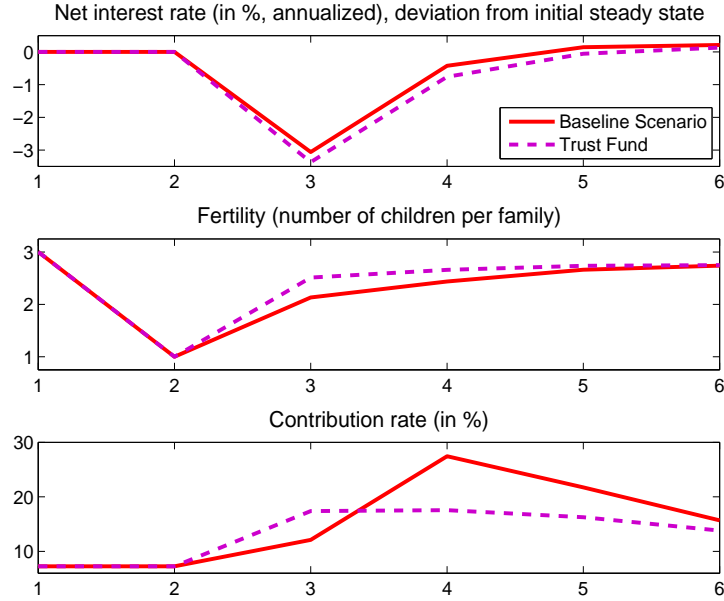 Net interest rate (in %, annualized), deviation from initial steady state
0
−1
−2
−3
Baseline Scenario
Trust Fund
1 2 3 4 5 6
Fertility (number of children per family)
3
2
1
1 2 3 4 5 6
Contribution rate (in %)
30
20
10
1 2 3 4 5 6